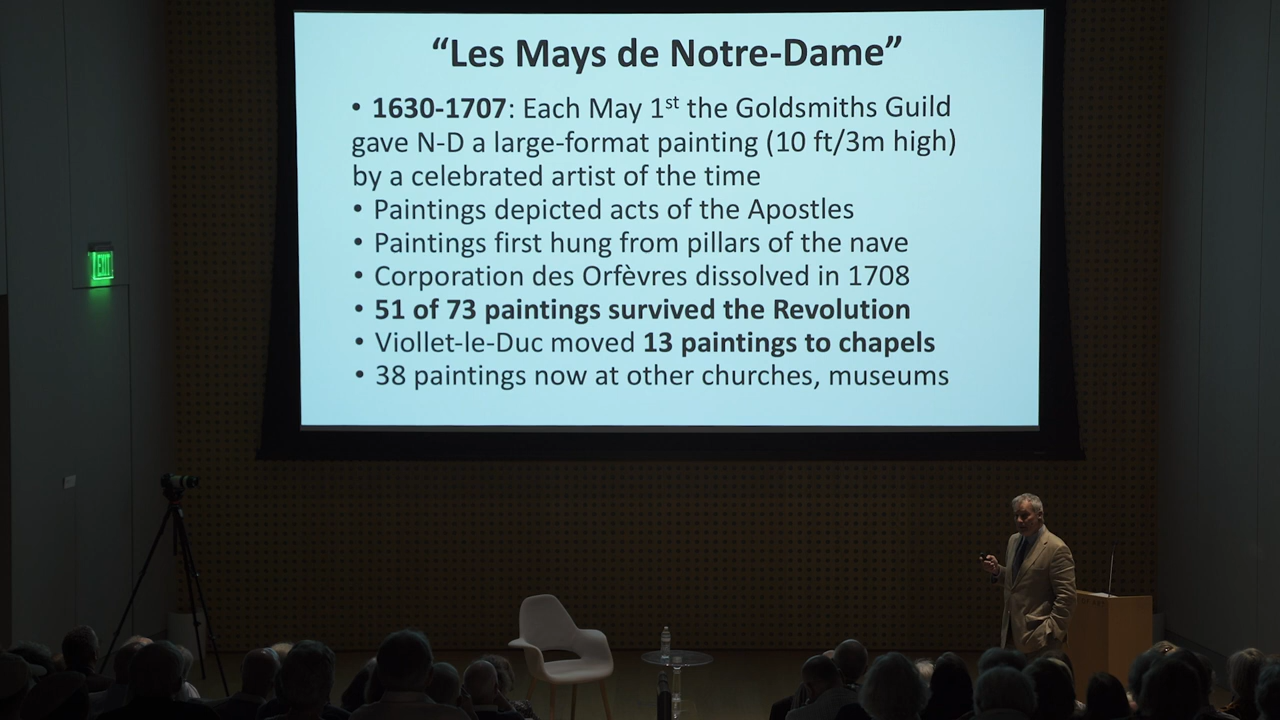 “Les Mays de Notre-Dame”
• 1630-1707: Each May 1st the Goldsmiths Guild
gave N-D a large-format painting (10 ft/3m high)
by a celebrated artist of the time
• Paintings depicted acts of the Apostles
• Paintings first hung from pillars of the nave
• Corporation des Orfèvres dissolved in 1708
• 51 of 73 paintings survived the Revolution
• Viollet-le-Duc moved 13 paintings to chapels
• 38 paintings now at other churches, museums
EXIT